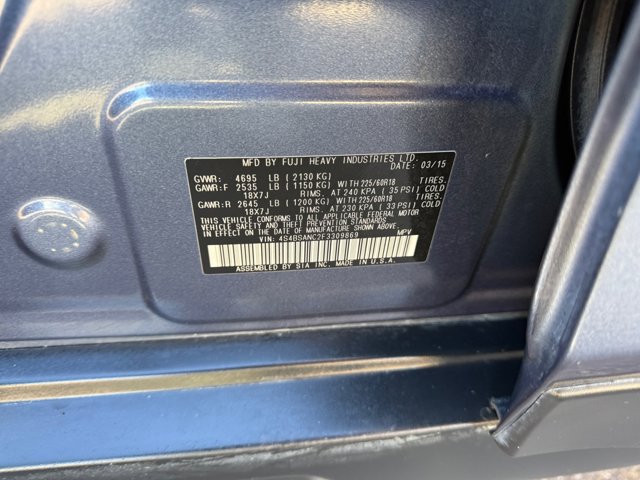 MFD BY FUJI HEAVY INDUSTRIES LTD.
DATE: 03/15
GVWR: 4695 LB (2130 KG)
GAWR:F 2535 LB (1150 KG) WITH 225/60R18 TIRES.
18X7J RIMS. AT 240 KPA ( 35 PSI) COLD
GAWR:R 2645 LB (1200 KG) WITH 225/60R18 TIRES.
18X7J RIMS. AT 230 KPA ( 33 PSI) COLD
THIS VEHICLE CONFORMS TO ALL APPLICABLE FEDERAL MOTOR
VEHICLE SAFETY AND THEFT PREVENTION STANDARDS
IN EFFECT ON THE DATE OF MANUFACTURE SHOWN ABOVE.
VIN: 4S4BSANC2F3309869 MPV
ASSEMBLED BY SIA INC. MADE IN U.S.A.